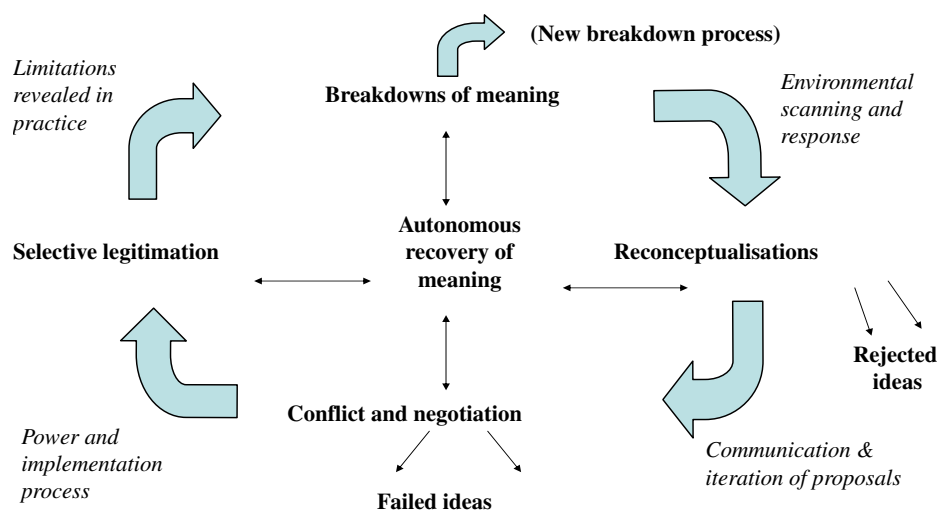 (New breakdown process)
Limitations
revealed in
practice
Breakdowns of meaning
Environmental
scanning and
response
Autonomous
recovery of
meaning
Selective legitimation
Reconceptualisations
Rejected
ideas
Conflict and negotiation
Power and
implementation
process
Communication &
iteration of proposals
Failed ideas